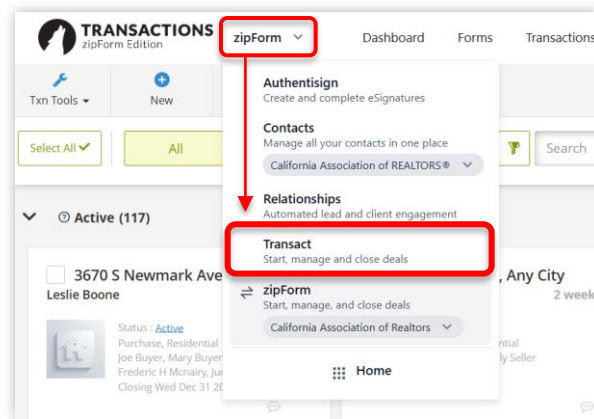 TRANSACTIONS
zipForm Edition
zipForm
Dashboard
Forms
Transactions
Txn Tools
New
Select All
All
Search
Authentisign
Create and complete eSignatures
Contacts
Manage all your contacts in one place
California Association of REALTORS®
Relationships
Automated lead and client engagement
Transact
Start, manage and close deals
zipForm
Start, manage, and close deals
California Association of Realtors
Home
Active (117)
3670 S Newmark Ave
Leslie Boone
Status : Active
Purchase, Residential
Joe Buyer, Mary Buyer
Frederic H Mcnairy, Ju
Closing Wed Dec 31 20
, Any City
2 week
ntial
ly Seller